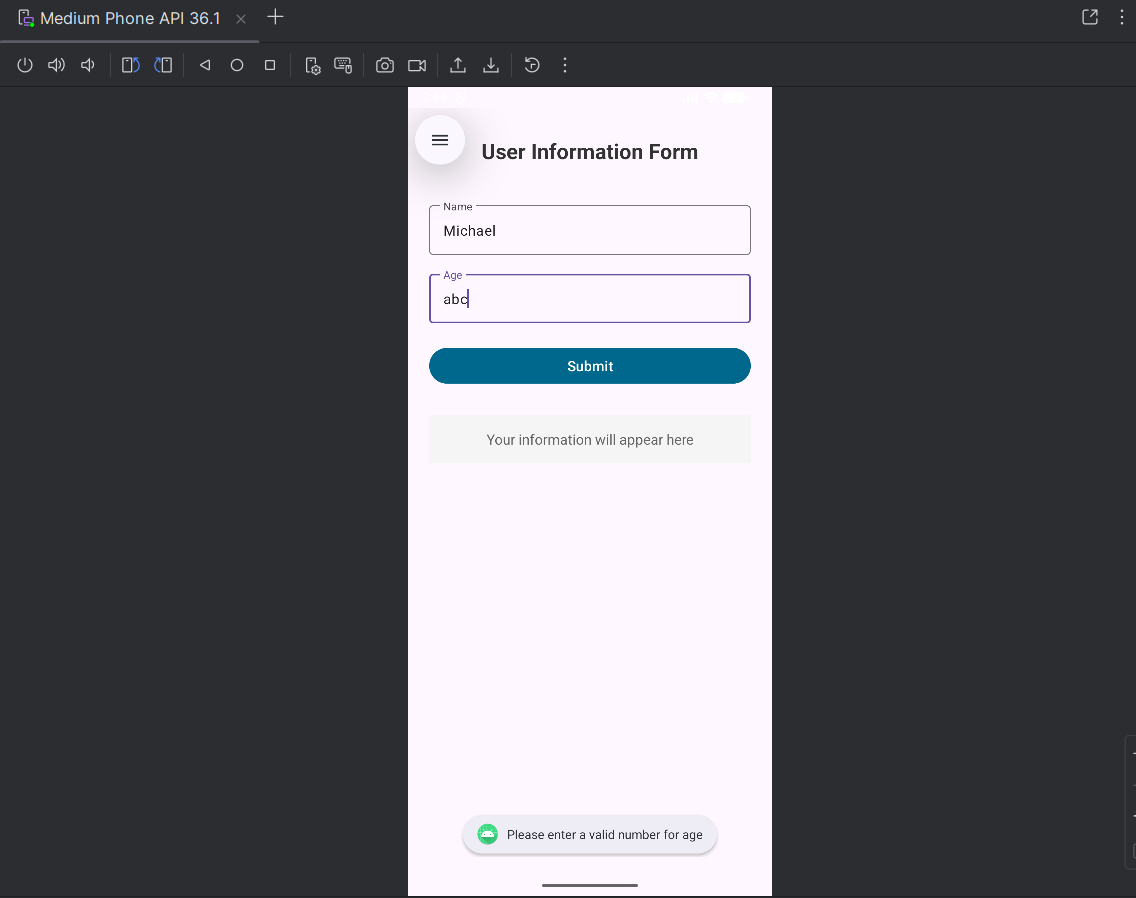 Medium Phone API 36.1
User Information Form
Name
Michael
Age
abc
Submit
Your information will appear here
Please enter a valid number for age